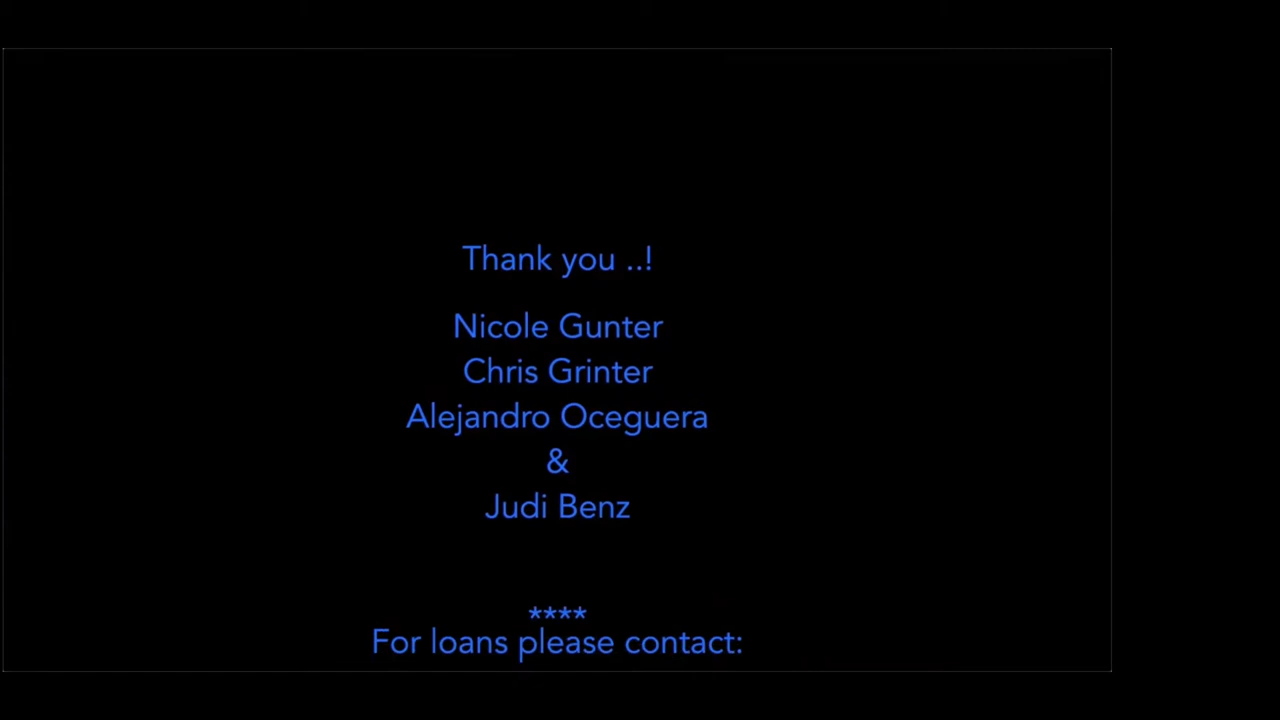 Thank you ..!
Nicole Gunter
Chris Grinter
Alejandro Oceguera
&
Judi Benz
****
For loans please contact: